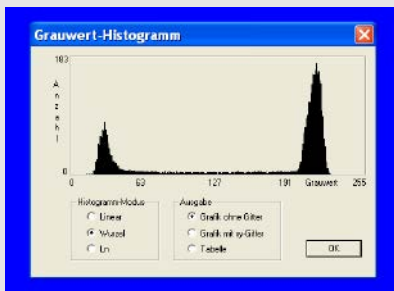 Grauwert-Histogramm
183
Anzahl
0
0 63 127 191 Grauwert 255
Histogramm-Modus
Linear
Wurzel
Ln
Ausgabe
Grafik ohne Gitter
Grafik mit xy-Gitter
Tabelle
OK